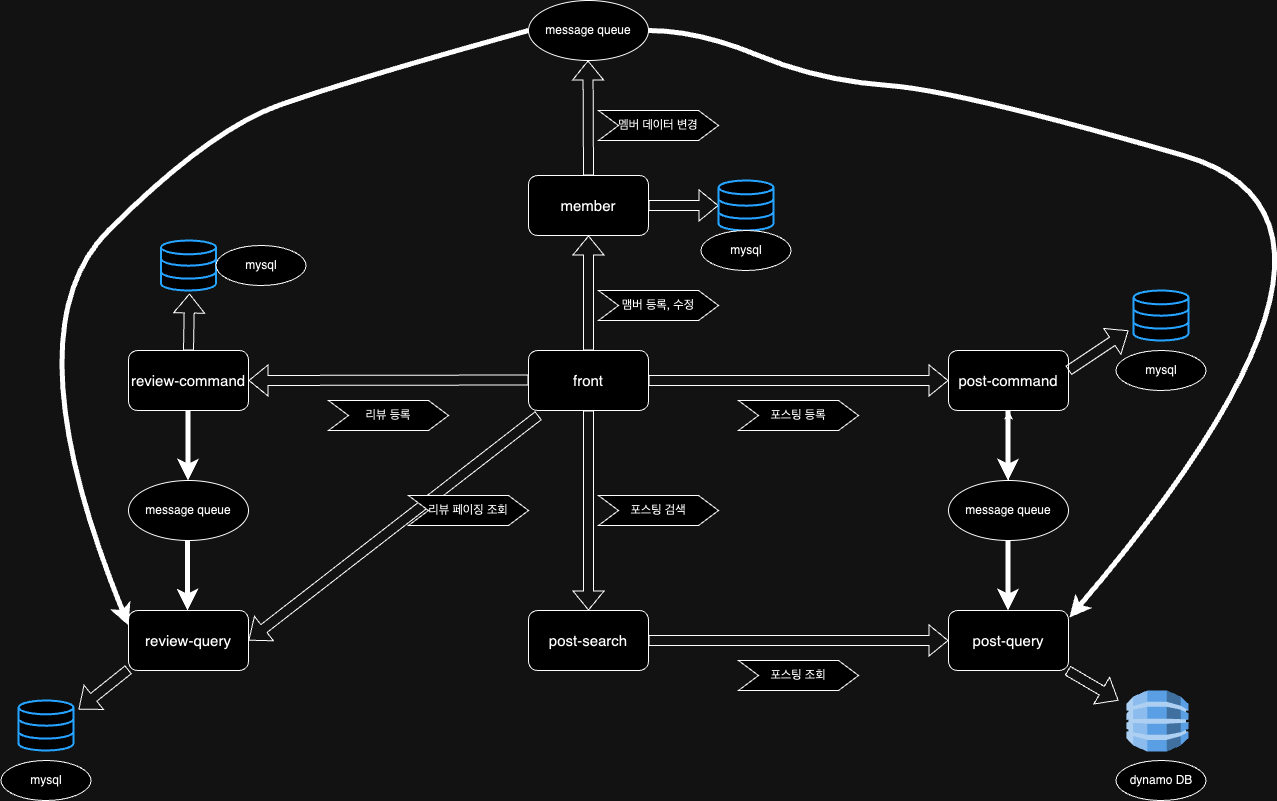 message queue
멤버 데이터 변경
member
mysql
mysql
맴버 등록, 수정
review-command
front
post-command
mysql
리뷰 등록
포스팅 등록
message queue
리뷰 페이징 조회
포스팅 검색
message queue
review-query
post-search
post-query
포스팅 조회
mysql
dynamo DB